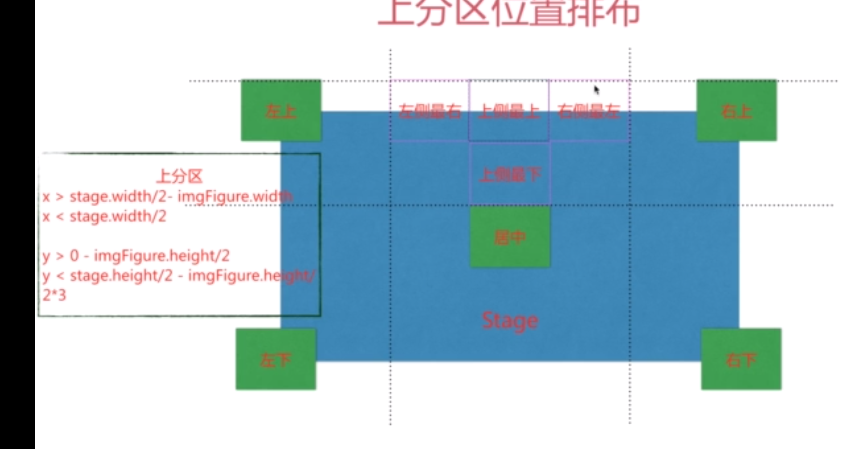 上分区位置排布
左上
左侧最右
上侧最上
右侧最左
右上
上分区
x > stage.width/2- imgFigure.width
x < stage.width/2
y > 0 - imgFigure.height/2
y < stage.height/2 - imgFigure.height/
2*3
上侧最下
居中
Stage
左下
右下